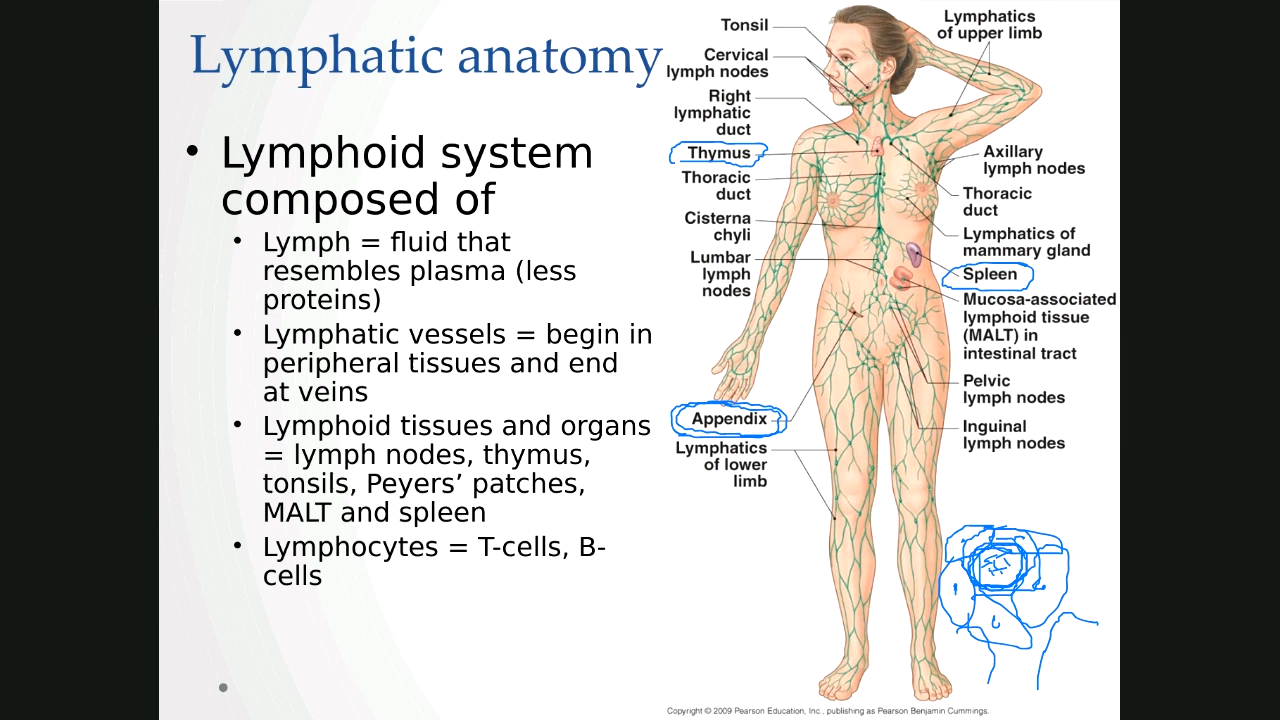 Lymphatic anatomy
• Lymphoid system
composed of
• Lymph = fluid that
resembles plasma (less
proteins)
• Lymphatic vessels = begin in
peripheral tissues and end
at veins
• Lymphoid tissues and organs
= lymph nodes, thymus,
tonsils, Peyers’ patches,
MALT and spleen
• Lymphocytes = T-cells, B-
cells
Tonsil
Cervical
lymph nodes
Right
lymphatic
duct
Thymus
Thoracic
duct
Cisterna
chyli
Lumbar
lymph
nodes
Appendix
Lymphatics
of lower
limb
Lymphatics
of upper limb
Axillary
lymph nodes
Thoracic
duct
Lymphatics of
mammary gland
Spleen
Mucosa-associated
lymphoid tissue
(MALT) in
intestinal tract
Pelvic
lymph nodes
Inguinal
lymph nodes
Copyright © 2009 Pearson Education, Inc., publishing as Pearson Benjamin Cummings.